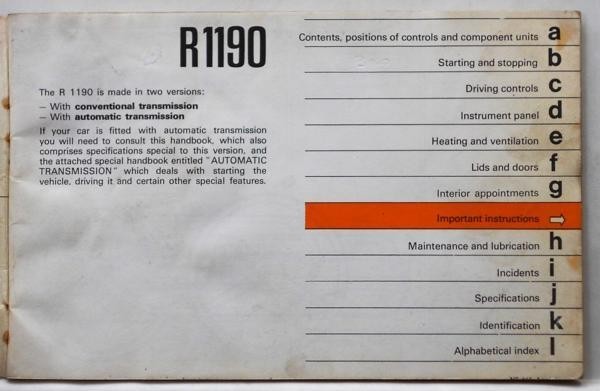 R1190
The R 1190 is made in two versions:
— With conventional transmission
— With automatic transmission
If your car is fitted with automatic transmission
you will need to consult this handbook, which also
comprises specifications special to this version, and
the attached special handbook entitled "AUTOMATIC
TRANSMISSION" which deals with starting the
vehicle, driving it and certain other special features.
Contents, positions of controls and component units a
Starting and stopping b
Driving controls c
Instrument panel d
Heating and ventilation e
Lids and doors f
Interior appointments g
Important instructions ⇨
Maintenance and lubrication h
Incidents i
Specifications j
Identification k
Alphabetical index l